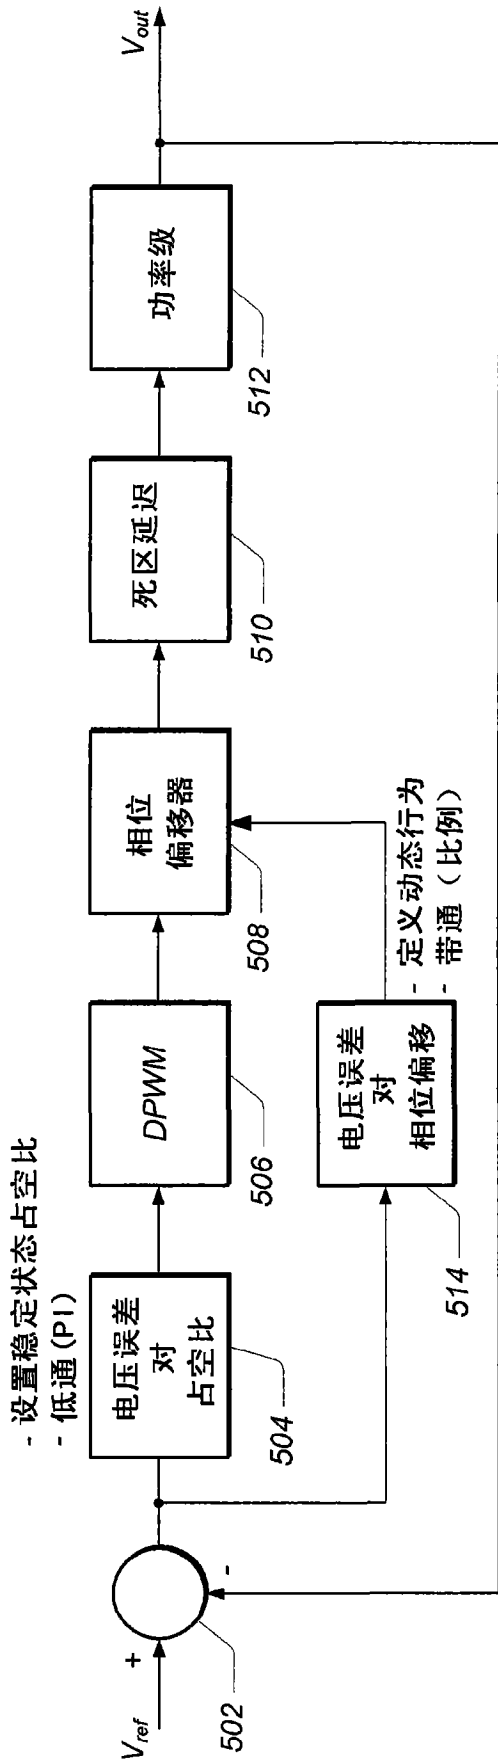 - 设置稳定状态占空比
- 低通(PI)
V_ref
+
-
502
电压误差
对
占空比
504
DPWM
506
相位
偏移器
508
死区延迟
510
功率级
512
V_out
电压误差
对
相位偏移
514
- 定义动态行为
- 带通（比例）